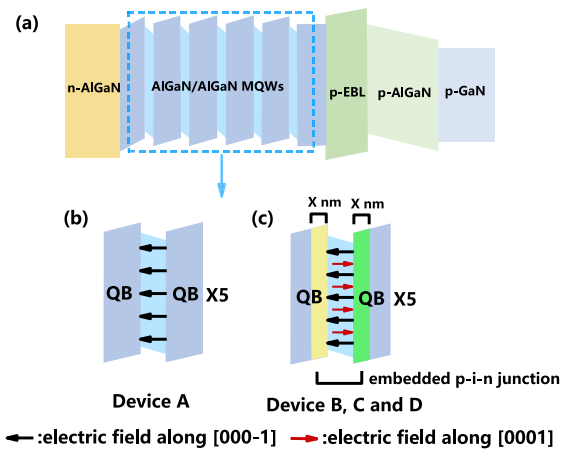 (a)
n-AlGaN
AlGaN/AlGaN MQWs
p-EBL
p-AlGaN
p-GaN
(b)
QB
QB
X5
Device A
(c)
X nm
X nm
QB
QB
X5
embedded p-i-n junction
Device B, C and D
:electric field along [000-1]
:electric field along [0001]